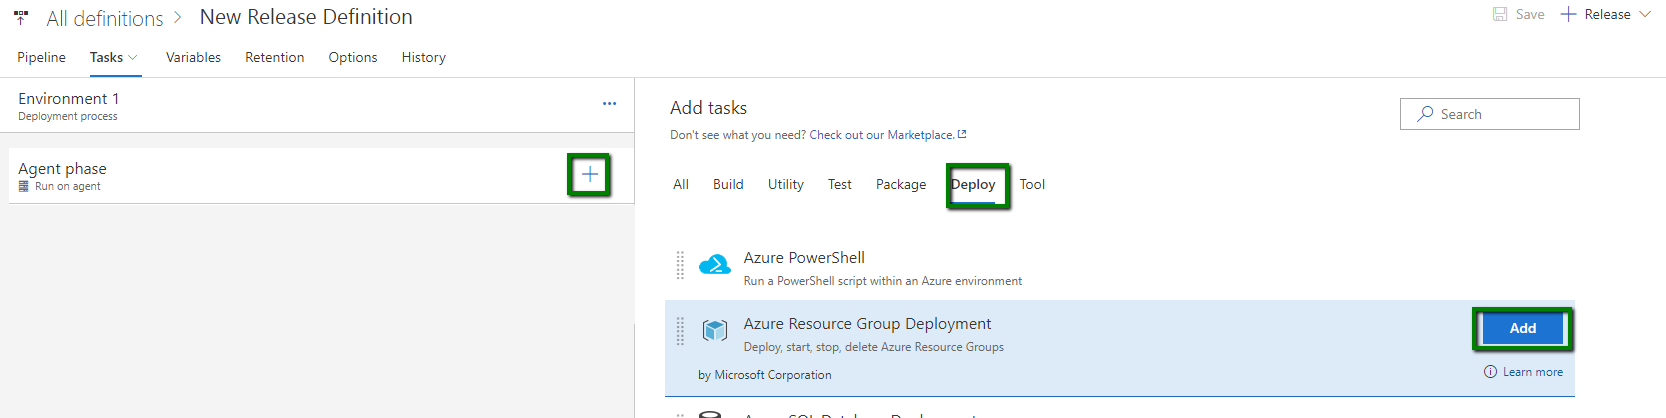 All definitions > New Release Definition
Save + Release
Pipeline Tasks Variables Retention Options History
Environment 1 ...
Deployment process
Agent phase +
Run on agent
Add tasks
Search
Don't see what you need? Check out our Marketplace.
All Build Utility Test Package Deploy Tool
Azure PowerShell
Run a PowerShell script within an Azure environment
Azure Resource Group Deployment
Add
Deploy, start, stop, delete Azure Resource Groups
by Microsoft Corporation
Learn more